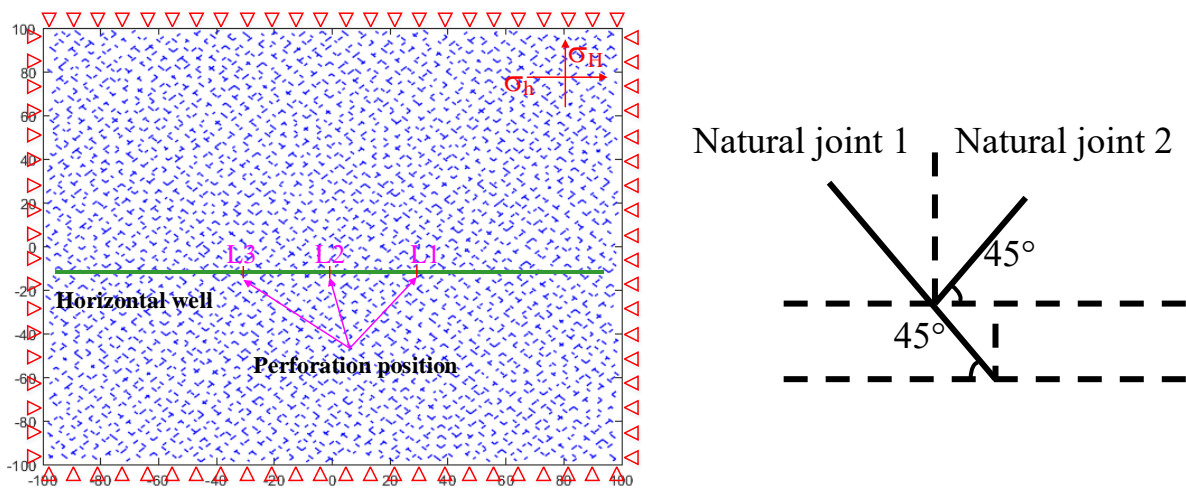 100
80
60
40
20
0
-20
-40
-60
-80
-100
-100
-80
-60
-40
-20
0
20
40
60
80
100
σH
σh
L3
L2
L1
Horizontal well
Perforation position
Natural joint 1
Natural joint 2
45°
45°